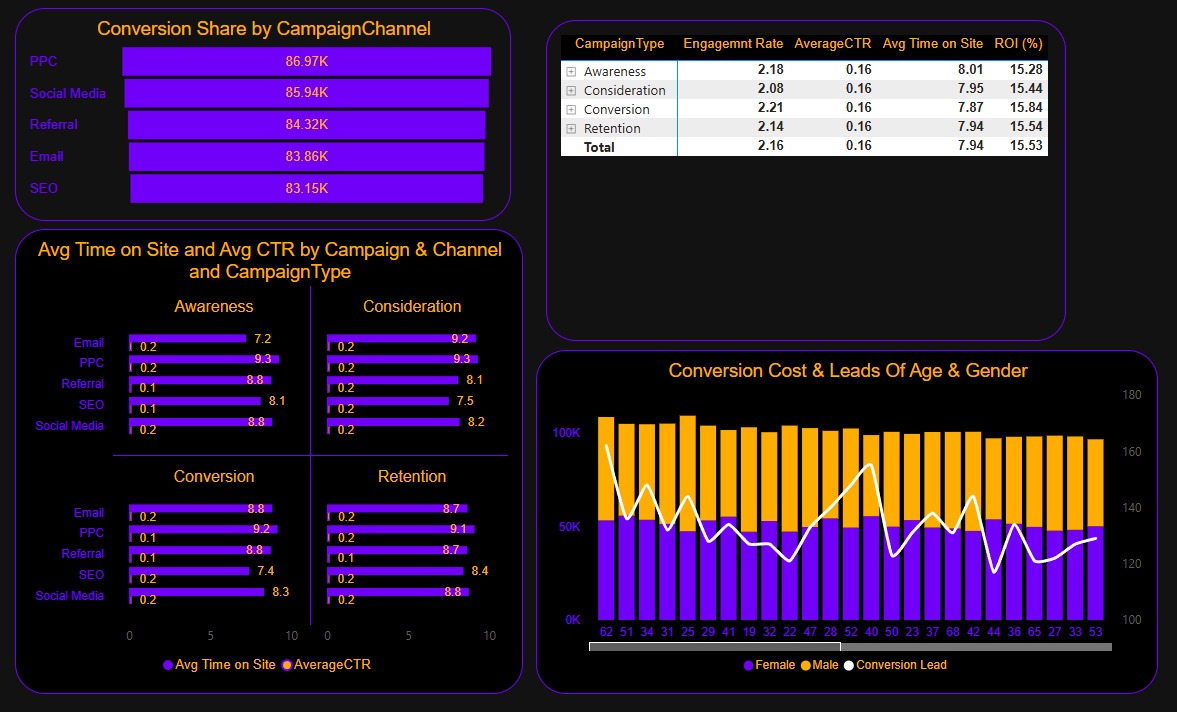 Conversion Share by CampaignChannel
PPC 86.97K
Social Media 85.94K
Referral 84.32K
Email 83.86K
SEO 83.15K
CampaignType Engagemnt Rate AverageCTR Avg Time on Site ROI (%)
Awareness 2.18 0.16 8.01 15.28
Consideration 2.08 0.16 7.95 15.44
Conversion 2.21 0.16 7.87 15.84
Retention 2.14 0.16 7.94 15.54
Total 2.16 0.16 7.94 15.53
Avg Time on Site and Avg CTR by Campaign & Channel
and CampaignType
Awareness Consideration
Email 7.2 9.2
0.2 0.2
PPC 9.3 9.3
0.2 0.2
Referral 8.8 8.1
0.1 0.2
SEO 8.1 7.5
0.1 0.2
Social Media 8.8 8.2
0.2 0.2
Conversion Retention
Email 8.8 8.7
0.2 0.2
PPC 9.2 9.1
0.1 0.2
Referral 8.8 8.7
0.1 0.2
SEO 7.4 8.4
0.2 0.2
Social Media 8.3 8.8
0.2 0.2
0 5 10 0 5 10
Avg Time on Site AverageCTR
Conversion Cost & Leads Of Age & Gender
180
100K
160
140
50K
120
0K 100
62 51 34 31 25 29 41 19 32 22 47 28 52 40 50 23 37 68 42 44 36 65 27 33 53
Female Male Conversion Lead